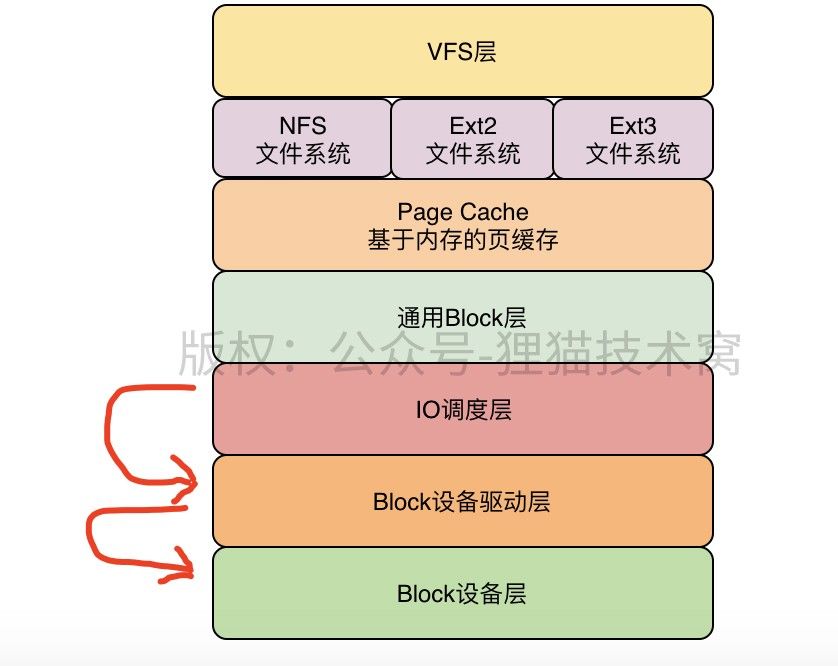 VFS层
NFS
文件系统
Ext2
文件系统
Ext3
文件系统
Page Cache
基于内存的页缓存
通用Block层
版权：公众号-狸猫技术窝
IO调度层
Block设备驱动层
Block设备层